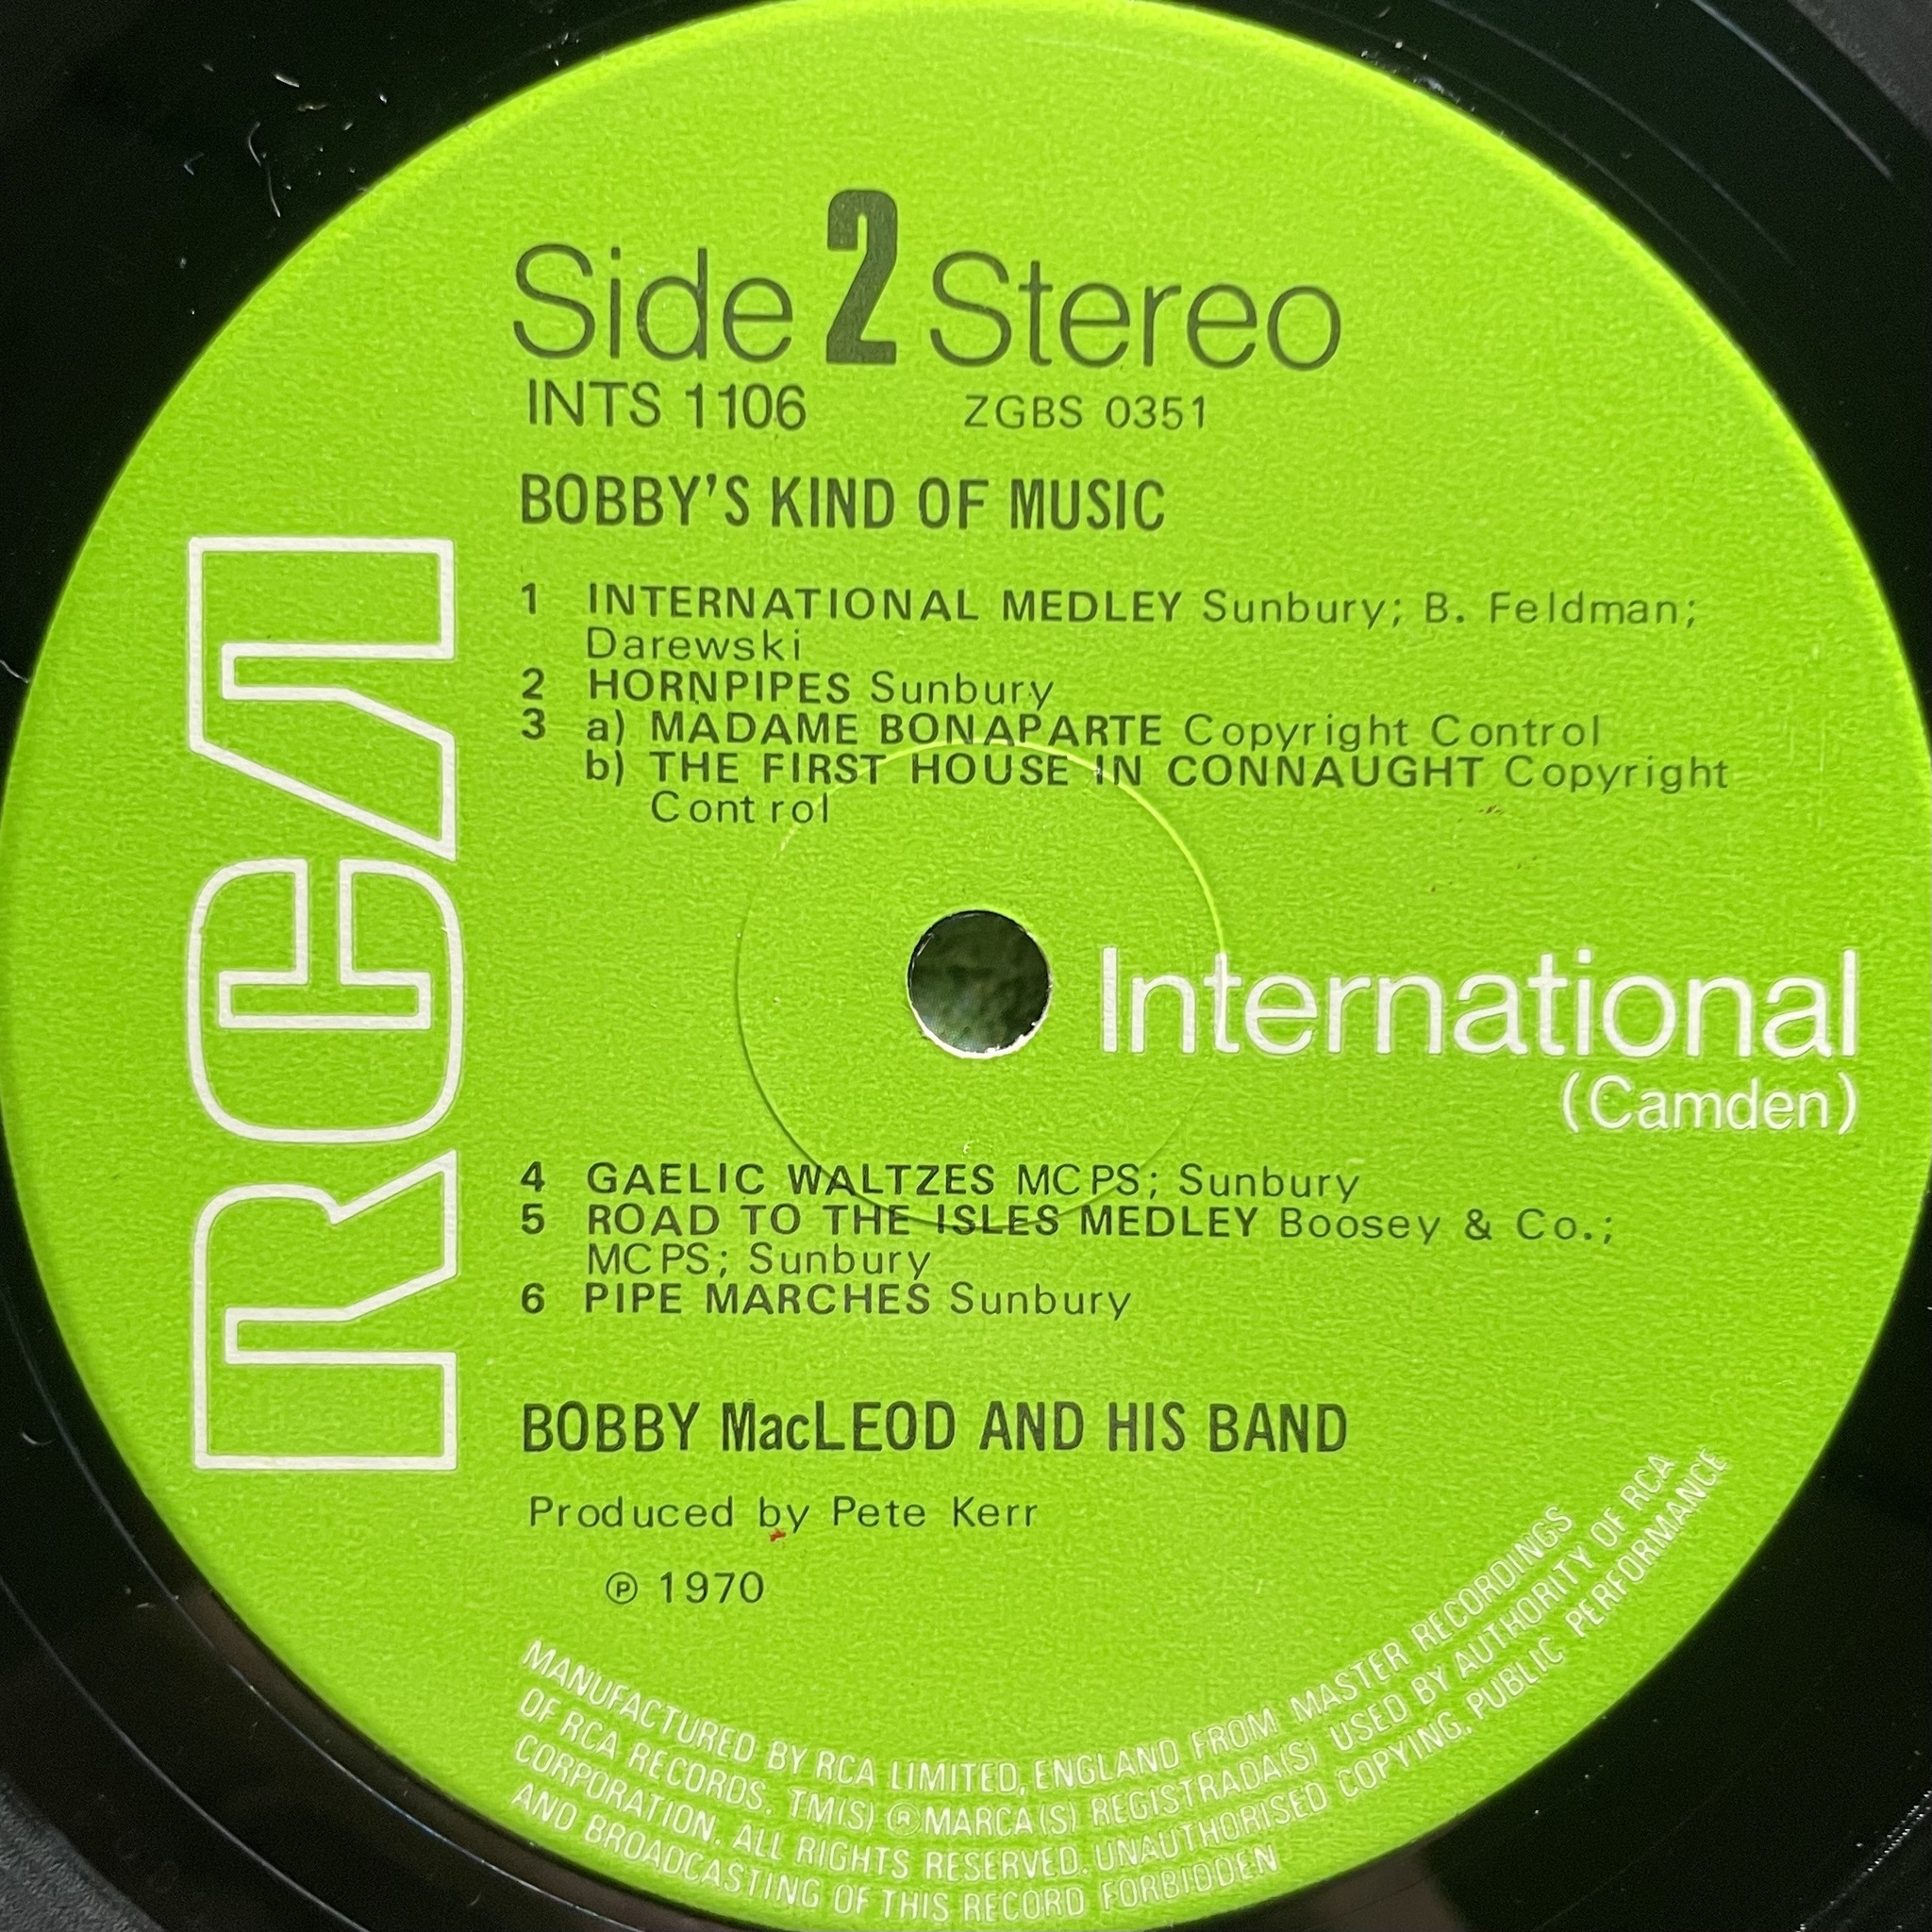 Side 2 Stereo
INTS 1106 ZGBS 0351
BOBBY'S KIND OF MUSIC
1 INTERNATIONAL MEDLEY Sunbury; B. Feldman;
Darewski
2 HORNPIPES Sunbury
3 a) MADAME BONAPARTE Copyright Control
b) THE FIRST HOUSE IN CONNAUGHT Copyright
Control
RCA
International
(Camden)
4 GAELIC WALTZES MCPS; Sunbury
5 ROAD TO THE ISLES MEDLEY Boosey & Co.;
MCPS; Sunbury
6 PIPE MARCHES Sunbury
BOBBY MacLEOD AND HIS BAND
Produced by Pete Kerr
℗ 1970
MANUFACTURED BY RCA LIMITED, ENGLAND FROM MASTER RECORDINGS
OF RCA RECORDS. TM(S) ® MARCA(S) REGISTRADA(S) USED BY AUTHORITY OF RCA
CORPORATION. ALL RIGHTS RESERVED. UNAUTHORISED COPYING, PUBLIC PERFORMANCE
AND BROADCASTING OF THIS RECORD FORBIDDEN